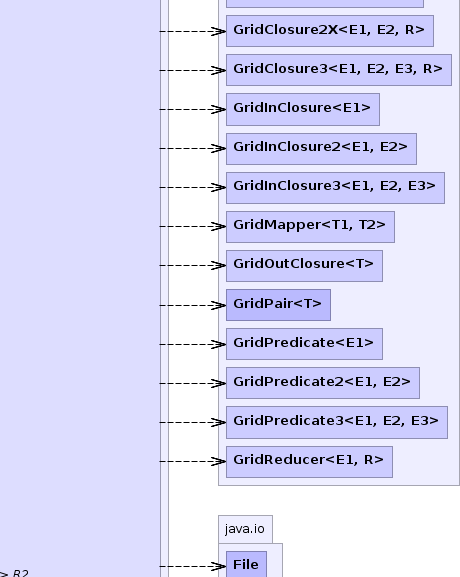 GridClosure2X<E1, E2, R>
GridClosure3<E1, E2, E3, R>
GridInClosure<E1>
GridInClosure2<E1, E2>
GridInClosure3<E1, E2, E3>
GridMapper<T1, T2>
GridOutClosure<T>
GridPair<T>
GridPredicate<E1>
GridPredicate2<E1, E2>
GridPredicate3<E1, E2, E3>
GridReducer<E1, R>
java.io
File
> R2